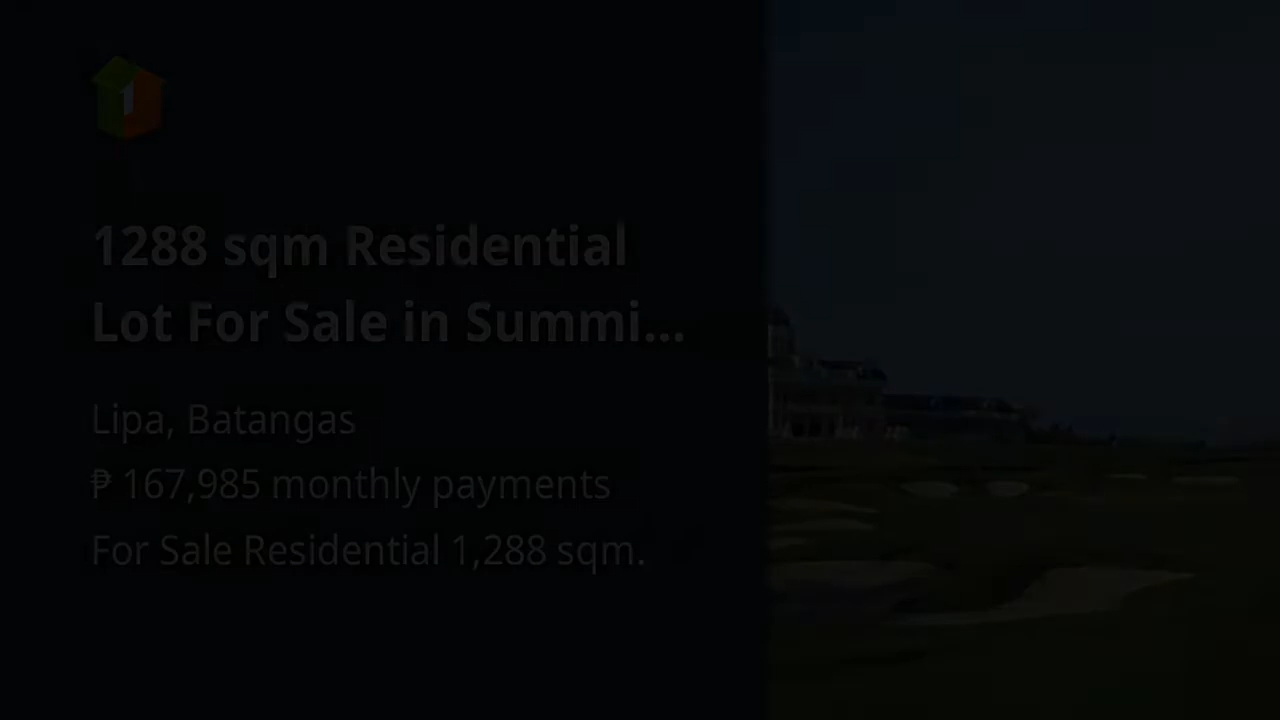 1288 sqm Residential
Lot For Sale in Summi...
Lipa, Batangas
₱ 167,985 monthly payments
For Sale Residential 1,288 sqm.